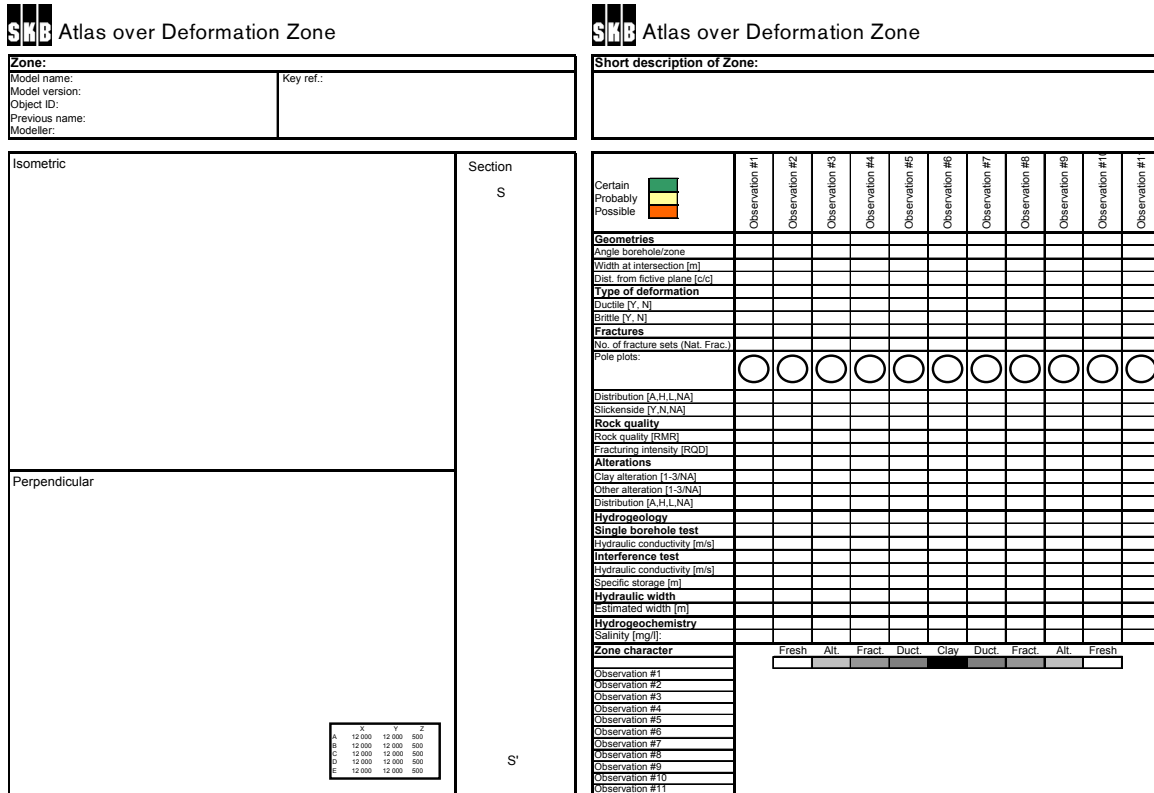 SKB Atlas over Deformation Zone
Zone:
Model name:
Model version:
Object ID:
Previous name:
Modeller:
Key ref.:
Isometric
Section
S
Perpendicular
X Y Z
A 12 000 12 000 500
B 12 000 12 000 500
C 12 000 12 000 500
D 12 000 12 000 500
E 12 000 12 000 500
S'
SKB Atlas over Deformation Zone
Short description of Zone:
Certain
Probably
Possible
Observation #1
Observation #2
Observation #3
Observation #4
Observation #5
Observation #6
Observation #7
Observation #8
Observation #9
Observation #10
Observation #1
Geometries
Angle borehole/zone
Width at intersection [m]
Dist. from fictive plane [c/c]
Type of deformation
Ductile [Y, N]
Brittle [Y, N]
Fractures
No. of fracture sets (Nat. Frac.)
Pole plots:
Distribution [A,H,L,NA]
Slickenside [Y,N,NA]
Rock quality
Rock quality [RMR]
Fracturing intensity [RQD]
Alterations
Clay alteration [1-3/NA]
Other alteration [1-3/NA]
Distribution [A,H,L,NA]
Hydrogeology
Single borehole test
Hydraulic conductivity [m/s]
Interference test
Hydraulic conductivity [m/s]
Specific storage [m]
Hydraulic width
Estimated width [m]
Hydrogeochemistry
Salinity [mg/l]:
Zone character Fresh Alt. Fract. Duct. Clay Duct. Fract. Alt. Fresh
Observation #1
Observation #2
Observation #3
Observation #4
Observation #5
Observation #6
Observation #7
Observation #8
Observation #9
Observation #10
Observation #11